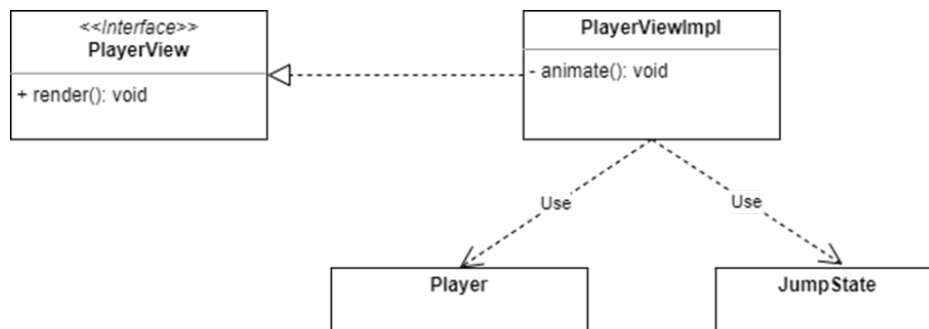 <<Interface>>
PlayerView
+ render(): void
PlayerViewImpl
- animate(): void
Use
Use
Player
JumpState